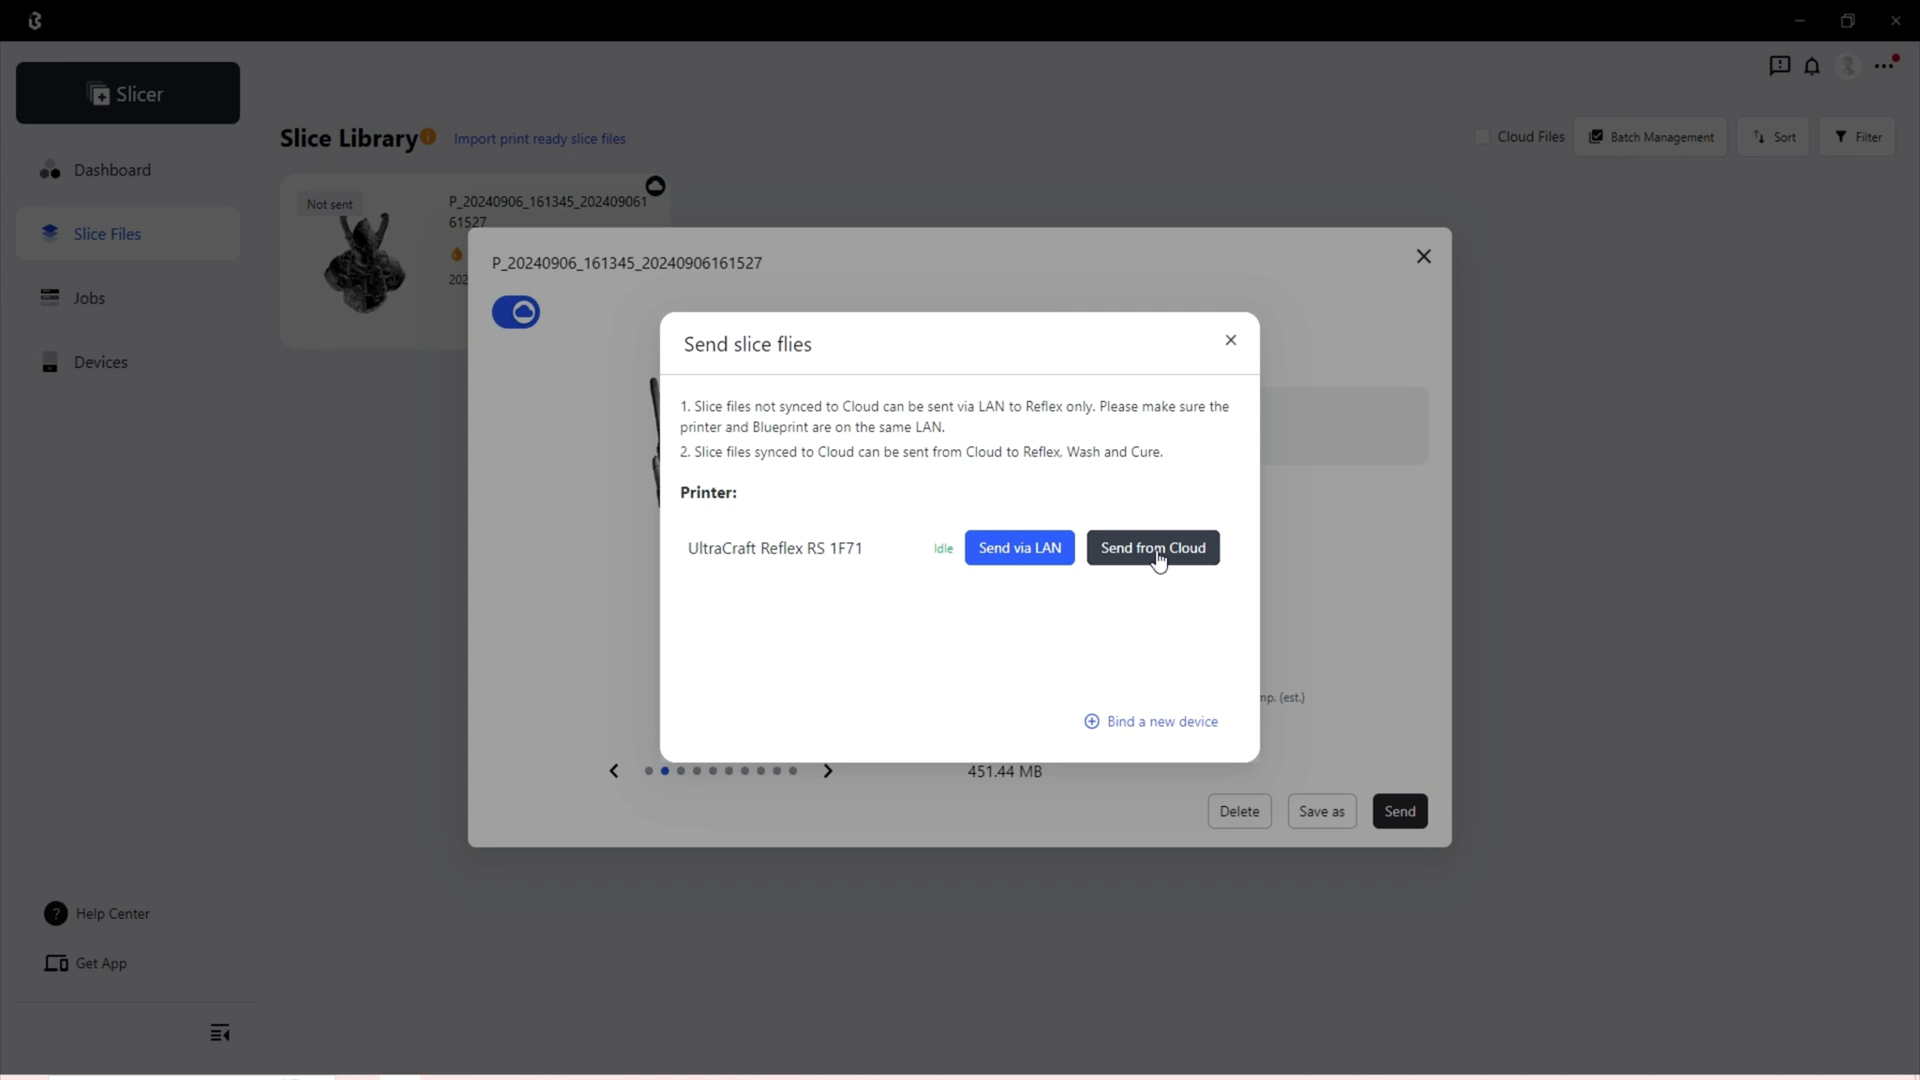 Slicer
Slice Library
Import print ready slice files
Cloud Files
Batch Management
Sort
Filter
Dashboard
Slice Files
Jobs
Devices
Not sent
P_20240906_161345_202409061
61527
202
P_20240906_161345_20240906161527
Send slice flies
1. Slice files not synced to Cloud can be sent via LAN to Reflex only. Please make sure the
printer and Blueprint are on the same LAN.
2. Slice files synced to Cloud can be sent from Cloud to Reflex, Wash and Cure.
Printer:
UltraCraft Reflex RS 1F71
Idle
Send via LAN
Send from Cloud
mp. (est.)
Bind a new device
451.44 MB
Delete
Save as
Send
Help Center
Get App